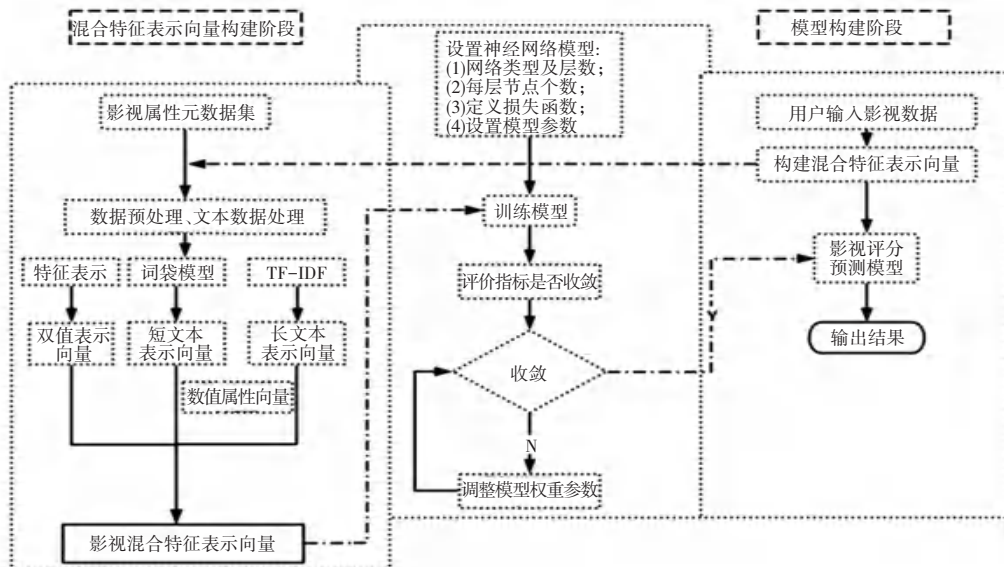 混合特征表示向量构建阶段
影视属性元数据集
数据预处理、文本数据处理
特征表示
词袋模型
TF-IDF
双值表示
向量
短文本
表示向量
长文本
表示向量
数值属性向量
影视混合特征表示向量
设置神经网络模型:
(1)网络类型及层数;
(2)每层节点个数;
(3)定义损失函数;
(4)设置模型参数
训练模型
评价指标是否收敛
收敛
Y
N
调整模型权重参数
模型构建阶段
用户输入影视数据
构建混合特征表示向量
影视评分
预测模型
输出结果